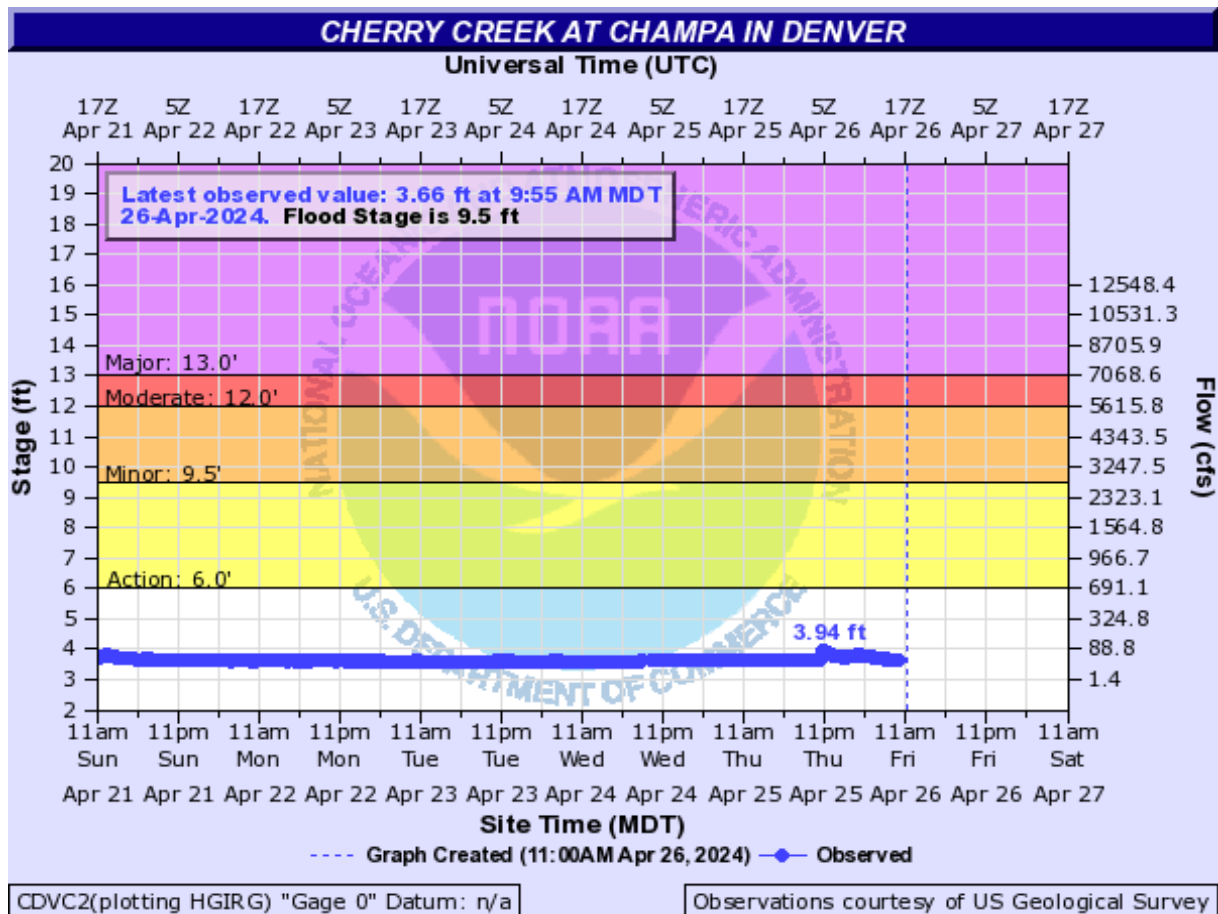 CHERRY CREEK AT CHAMPA IN DENVER
Universal Time (UTC)
17Z 5Z 17Z 5Z 17Z 5Z 17Z 5Z 17Z 5Z 17Z 5Z 17Z
Apr 21 Apr 22 Apr 22 Apr 23 Apr 23 Apr 24 Apr 24 Apr 25 Apr 25 Apr 26 Apr 26 Apr 27 Apr 27
Latest observed value: 3.66 ft at 9:55 AM MDT
26-Apr-2024. Flood Stage is 9.5 ft
NATIONAL OCEANIC AND ATMOSPHERIC ADMINISTRATION
NOAA
U.S. DEPARTMENT OF COMMERCE
Stage (ft)
20
19
18
17
16
15
14
13
12
11
10
9
8
7
6
5
4
3
2
Major: 13.0'
Moderate: 12.0'
Minor: 9.5'
Action: 6.0'
3.94 ft
12548.4
10531.3
8705.9
7068.6
5615.8
4343.5
3247.5
2323.1
1564.8
966.7
691.1
324.8
88.8
1.4
Flow (cfs)
11am 11pm 11am 11pm 11am 11pm 11am 11pm 11am 11pm 11am 11pm 11am
Sun Sun Mon Mon Tue Tue Wed Wed Thu Thu Fri Fri Sat
Apr 21 Apr 21 Apr 22 Apr 22 Apr 23 Apr 23 Apr 24 Apr 24 Apr 25 Apr 25 Apr 26 Apr 26 Apr 27
Site Time (MDT)
Graph Created (11:00AM Apr 26, 2024) Observed
CDVC2(plotting HGIRG) "Gage 0" Datum: n/a
Observations courtesy of US Geological Survey